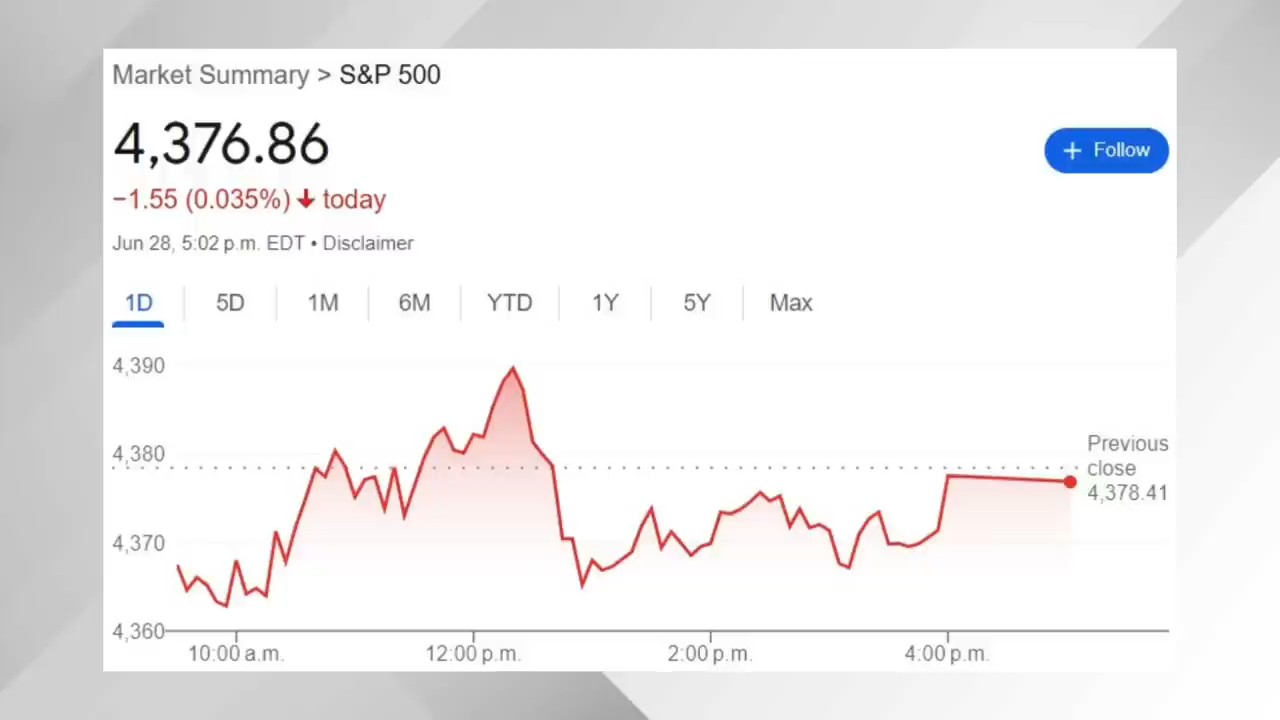 Market Summary > S&P 500
4,376.86
+ Follow
−1.55 (0.035%) ↓ today
Jun 28, 5:02 p.m. EDT • Disclaimer
1D 5D 1M 6M YTD 1Y 5Y Max
4,390
4,380
4,370
4,360
Previous
close
4,378.41
10:00 a.m. 12:00 p.m. 2:00 p.m. 4:00 p.m.